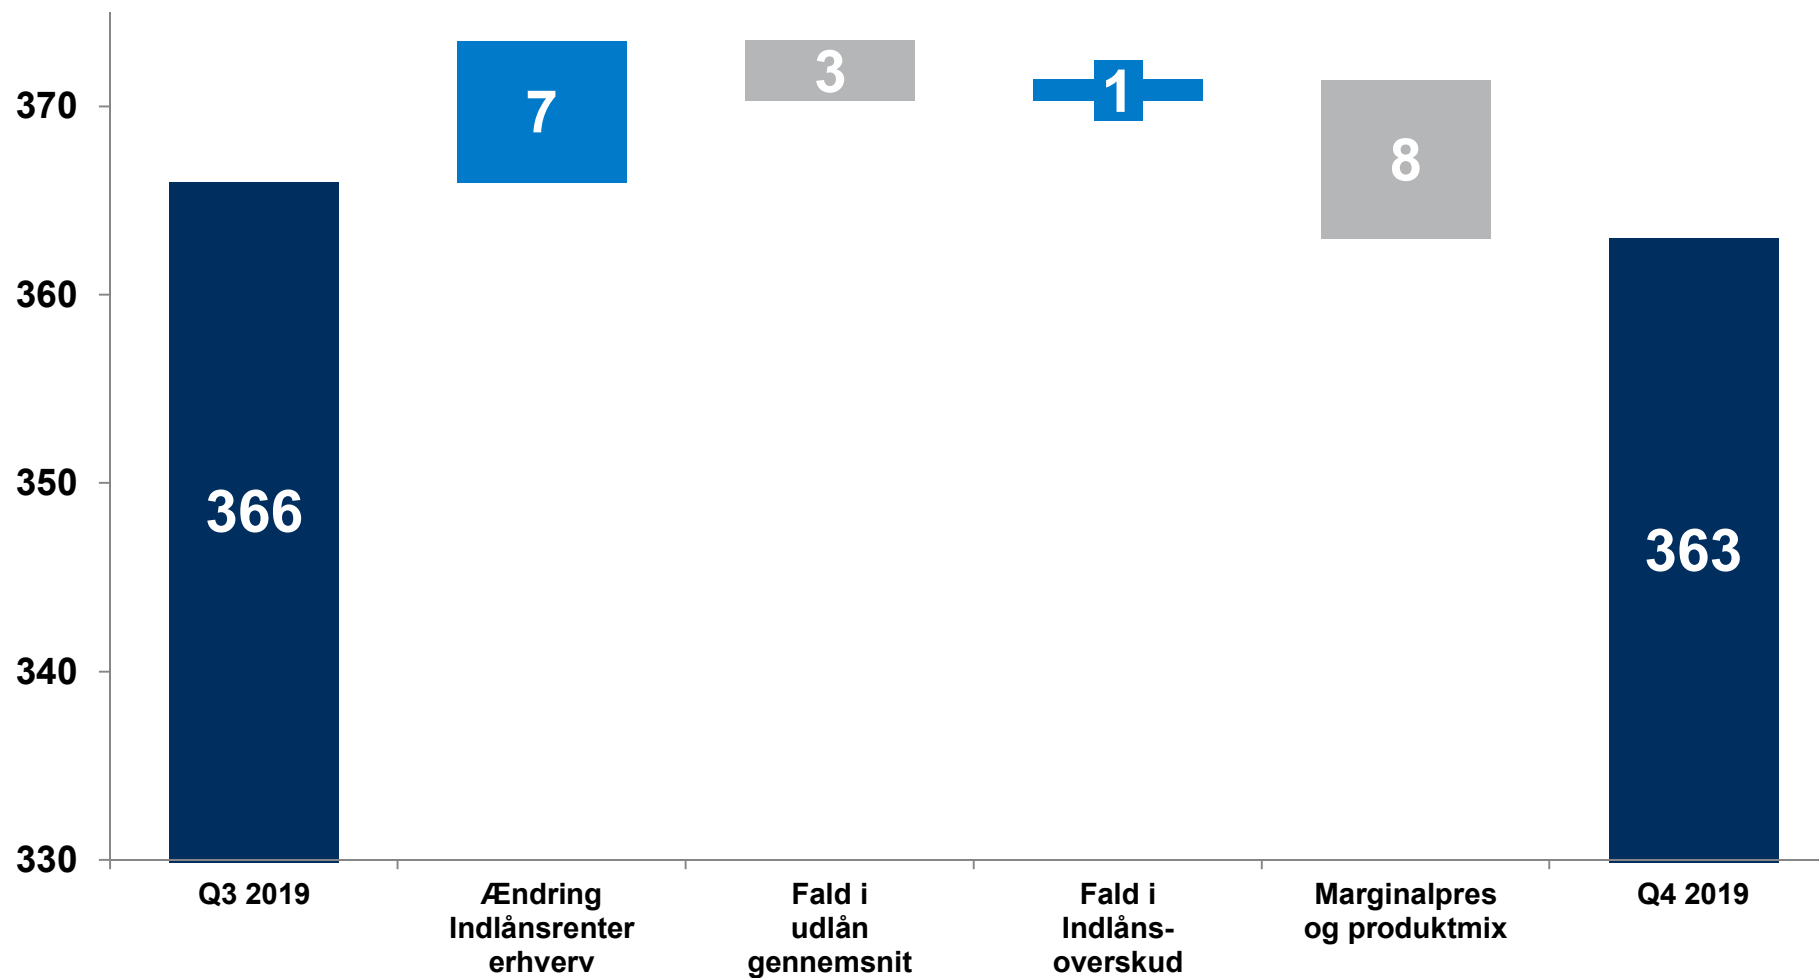 370
360
350
340
330
366
7
3
1
8
363
Q3 2019
Ændring
Indlånsrenter
erhverv
Fald i
udlån
gennemsnit
Fald i
Indlåns-
overskud
Marginalpres
og produktmix
Q4 2019